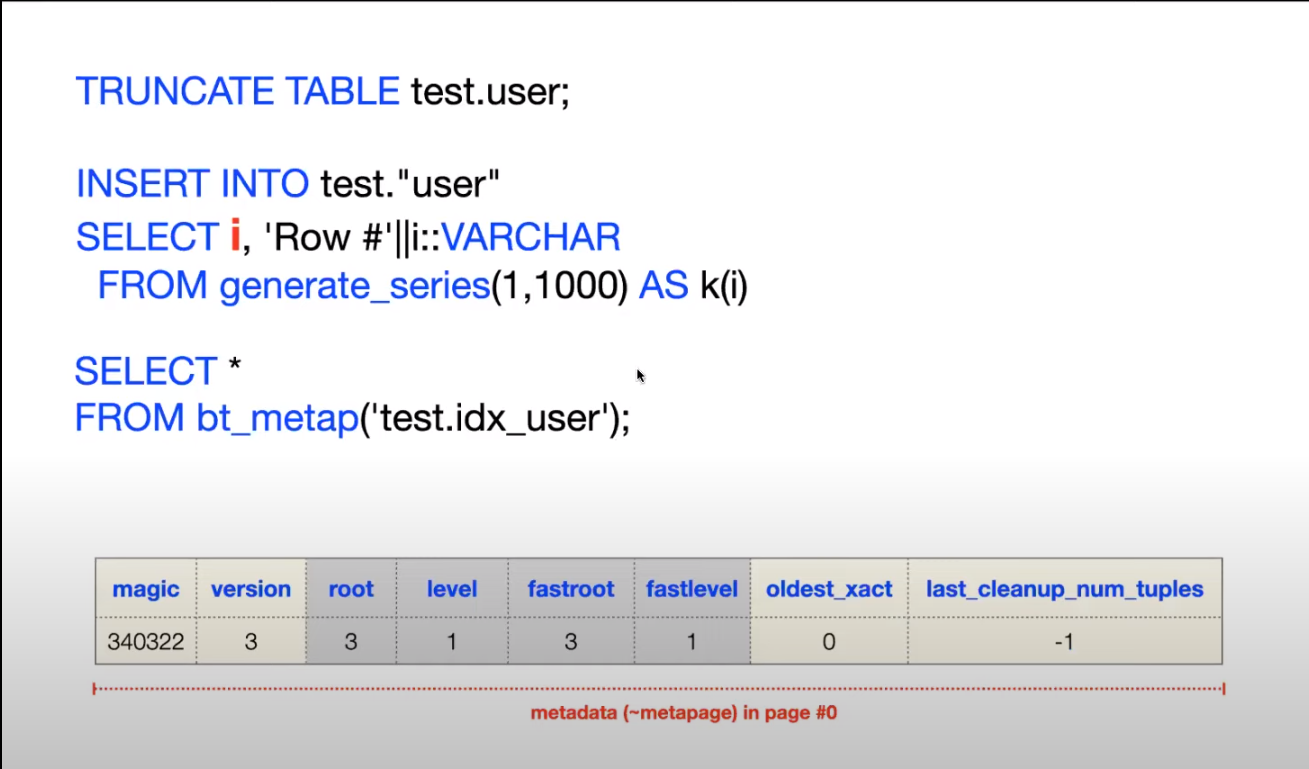 TRUNCATE TABLE test.user;
INSERT INTO test."user"
SELECT i, 'Row #'||i::VARCHAR
FROM generate_series(1,1000) AS k(i)
SELECT *
FROM bt_metap('test.idx_user');
magic version root level fastroot fastlevel oldest_xact last_cleanup_num_tuples
340322 3 3 1 3 1 0 -1
metadata (~metapage) in page #0